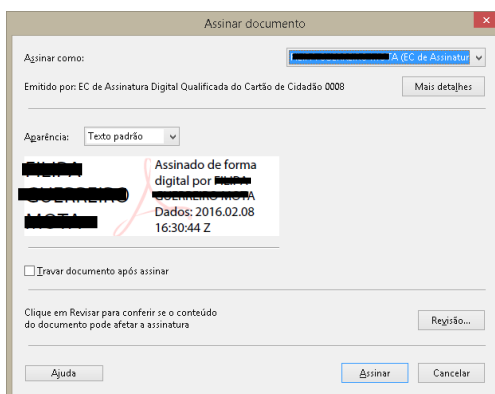 Assinar documento
Assinar como:
(EC de Assinatur
Emitido por: EC de Assinatura Digital Qualificada do Cartão de Cidadão 0008
Mais detalhes
Aparência:
Texto padrão
Assinado de forma
digital por
Dados: 2016.02.08
16:30:44 Z
Travar documento após assinar
Clique em Revisar para conferir se o conteúdo
do documento pode afetar a assinatura
Revisão...
Ajuda
Assinar
Cancelar